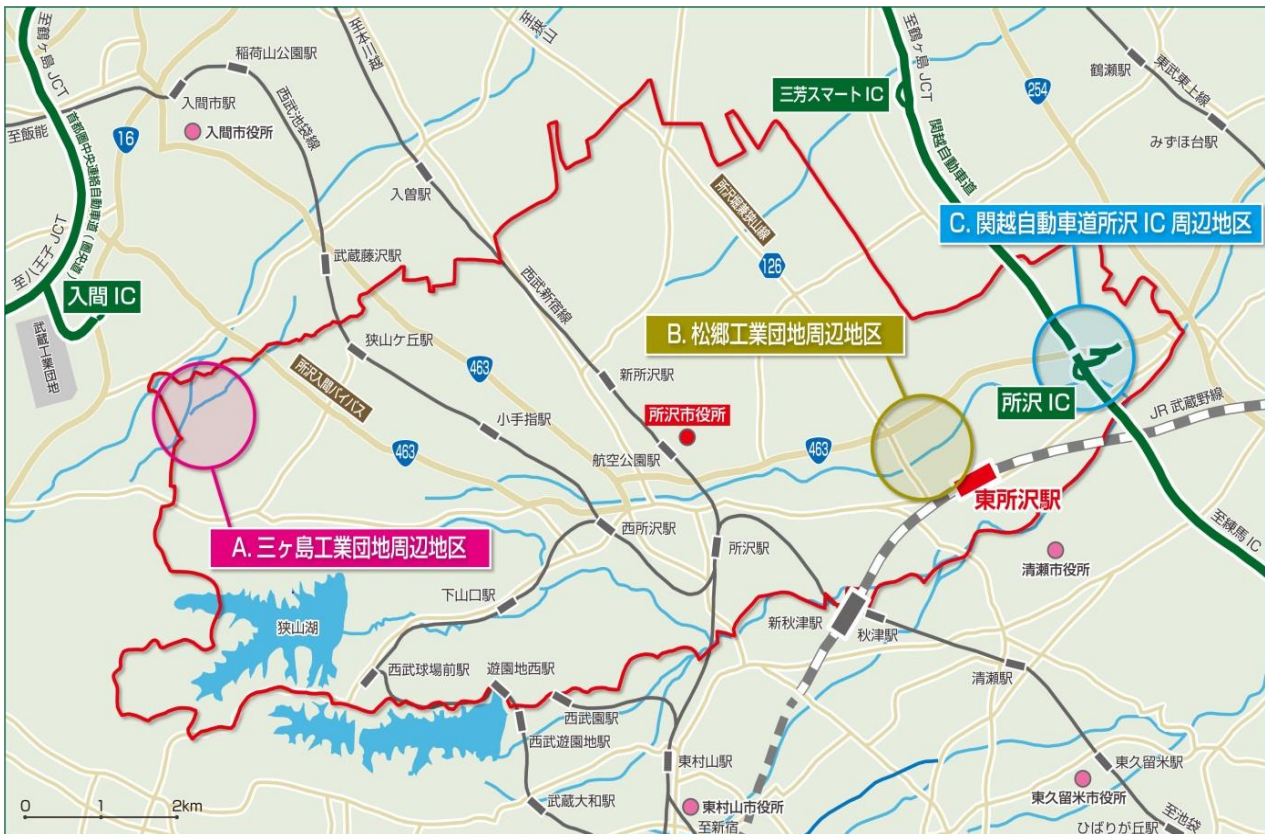 至鶴ヶ島JCT
稲荷山公園駅
至本川越
至狭山
至鶴ヶ島JCT
鶴瀬駅
東武東上線
三芳スマートIC
254
入間市駅
至飯能
16
入間市役所
西武池袋線
関越自動車道
みずほ台駅
首都圏中央連絡自動車道(圏央道)
入曽駅
所沢堀兼狭山線
C. 関越自動車道所沢 IC 周辺地区
至八王子JCT
武蔵藤沢駅
126
入間 IC
西武新宿線
武蔵工業団地
狭山ケ丘駅
B. 松郷工業団地周辺地区
463
所沢入間バイパス
新所沢駅
所沢 IC
JR 武蔵野線
小手指駅
所沢市役所
463
航空公園駅
463
東所沢駅
西所沢駅
至練馬IC
A. 三ヶ島工業団地周辺地区
所沢駅
清瀬市役所
下山口駅
狭山湖
新秋津駅
秋津駅
西武球場前駅
遊園地西駅
清瀬駅
西武園駅
西武遊園地駅
東村山駅
東久留米駅
0 1 2km
武蔵大和駅
東村山市役所
東久留米市役所
至新宿
至池袋
ひばりが丘駅